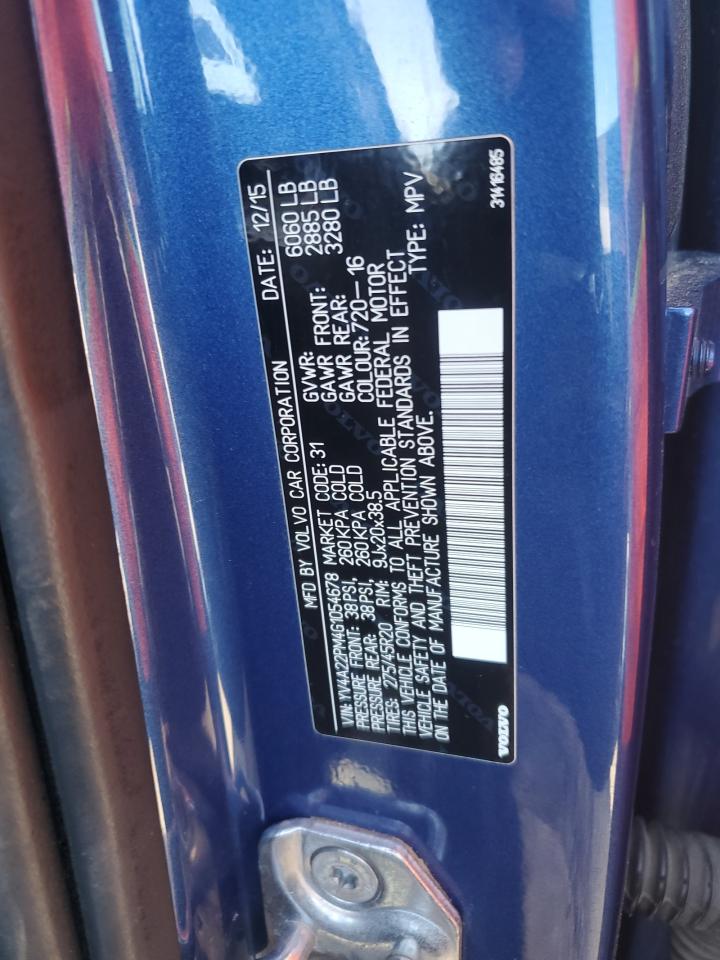 MFD BY VOLVO CAR CORPORATION DATE: 12/15
VIN: YV4A22PM4G1054678 MARKET CODE: 31 GVWR: 6060 LB
PRESSURE FRONT: 38PSI, 260KPA COLD GAWR FRONT: 2885 LB
PRESSURE REAR: 38PSI, 260KPA COLD GAWR REAR: 3280 LB
TIRES: 275/45R20 RIM: 9Jx20x38.5 COLOUR: 720—16
THIS VEHICLE CONFORMS TO ALL APPLICABLE FEDERAL MOTOR
VEHICLE SAFETY AND THEFT PREVENTION STANDARDS IN EFFECT
ON THE DATE OF MANUFACTURE SHOWN ABOVE. TYPE: MPV
VOLVO 31416485